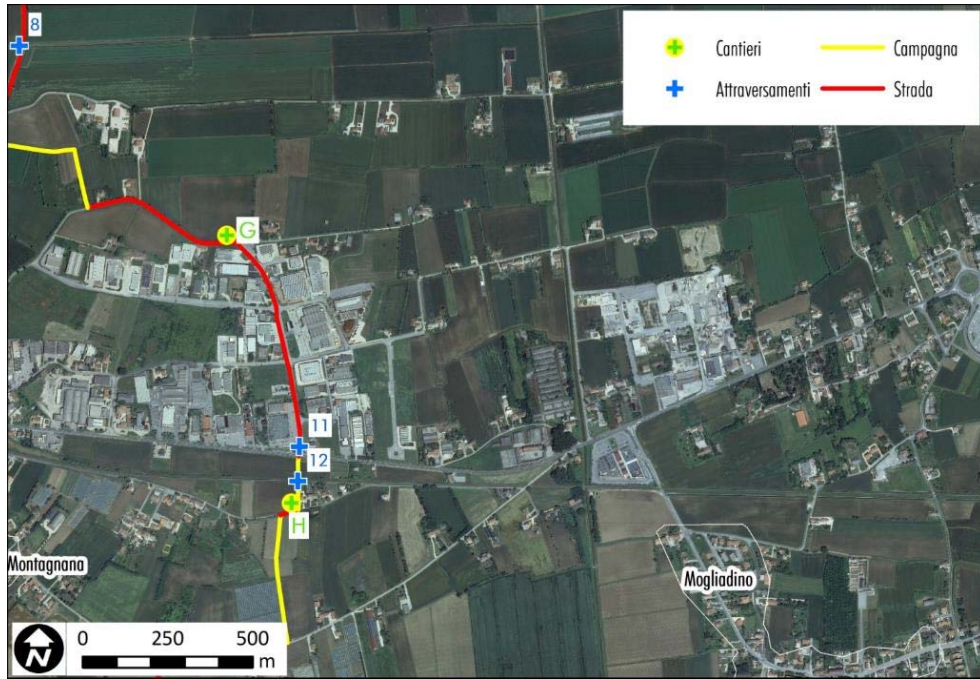 8
Cantieri
Campagna
Attraversamenti
Strada
G
11
12
H
Montagnana
Mogliadino
N
0 250 500
m